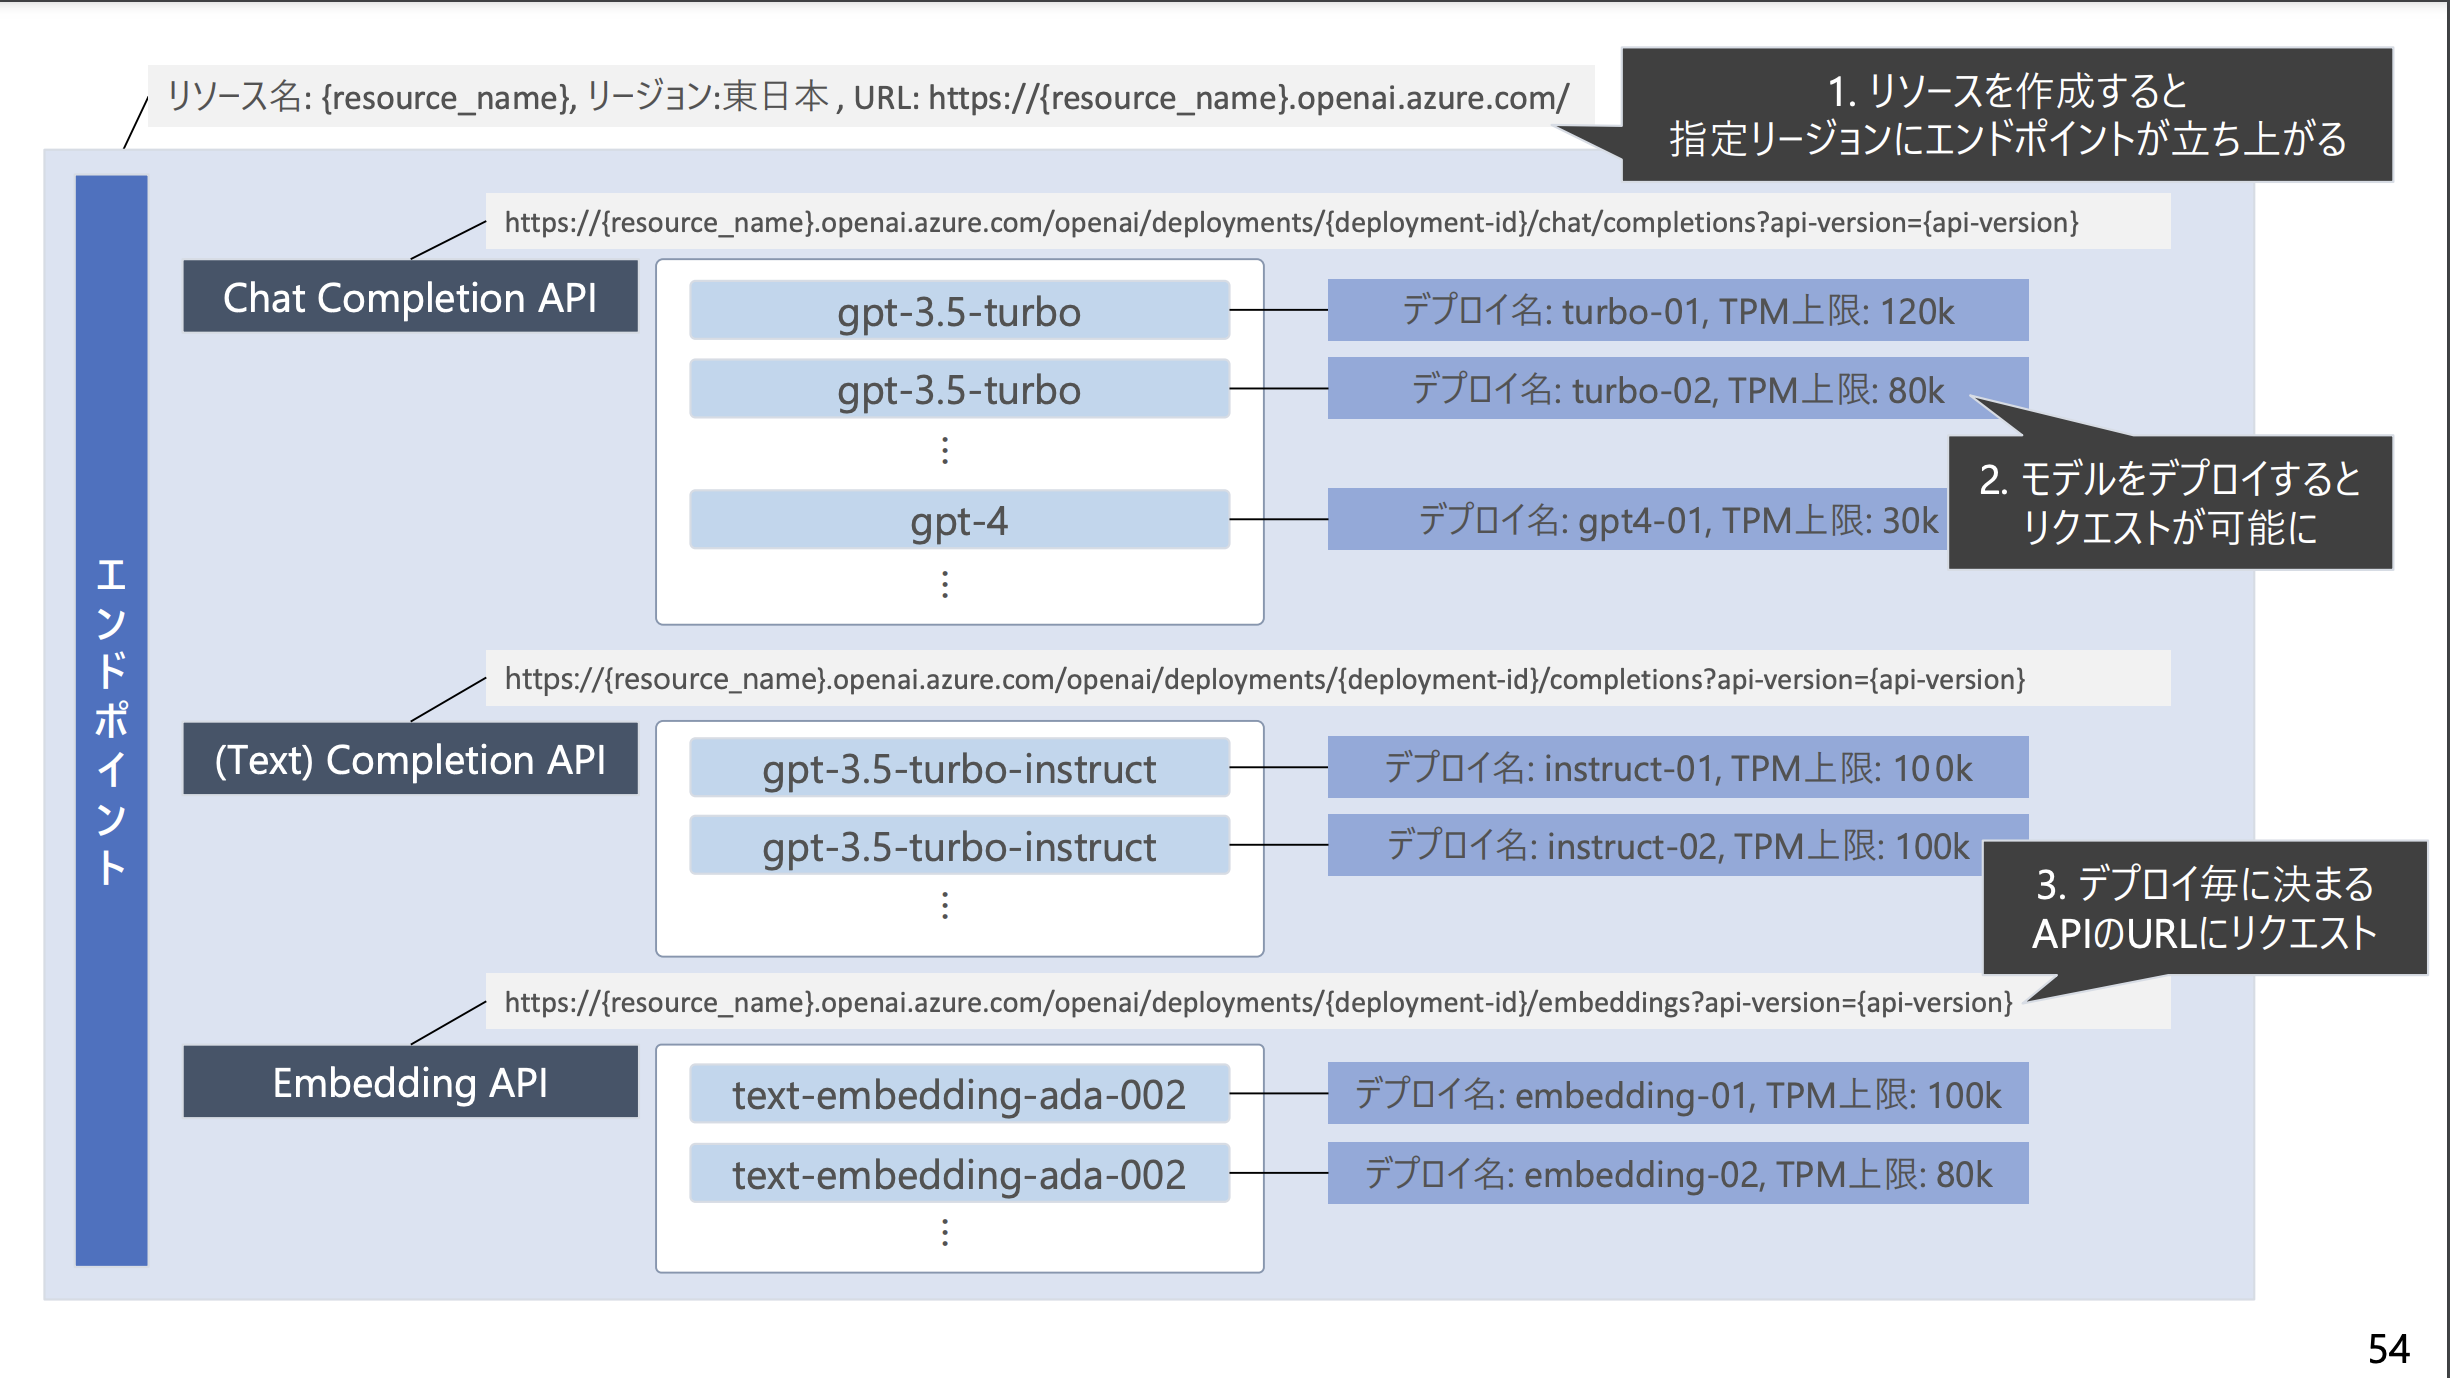 リソース名: {resource_name}, リージョン:東日本 , URL: https://{resource_name}.openai.azure.com/
1. リソースを作成すると
指定リージョンにエンドポイントが立ち上がる
エンドポイント
https://{resource_name}.openai.azure.com/openai/deployments/{deployment-id}/chat/completions?api-version={api-version}
Chat Completion API
gpt-3.5-turbo
デプロイ名: turbo-01, TPM上限: 120k
gpt-3.5-turbo
デプロイ名: turbo-02, TPM上限: 80k
⋮
2. モデルをデプロイすると
リクエストが可能に
gpt-4
デプロイ名: gpt4-01, TPM上限: 30k
⋮
https://{resource_name}.openai.azure.com/openai/deployments/{deployment-id}/completions?api-version={api-version}
(Text) Completion API
gpt-3.5-turbo-instruct
デプロイ名: instruct-01, TPM上限: 100k
gpt-3.5-turbo-instruct
デプロイ名: instruct-02, TPM上限: 100k
⋮
3. デプロイ毎に決まる
APIのURLにリクエスト
https://{resource_name}.openai.azure.com/openai/deployments/{deployment-id}/embeddings?api-version={api-version}
Embedding API
text-embedding-ada-002
デプロイ名: embedding-01, TPM上限: 100k
text-embedding-ada-002
デプロイ名: embedding-02, TPM上限: 80k
⋮
54